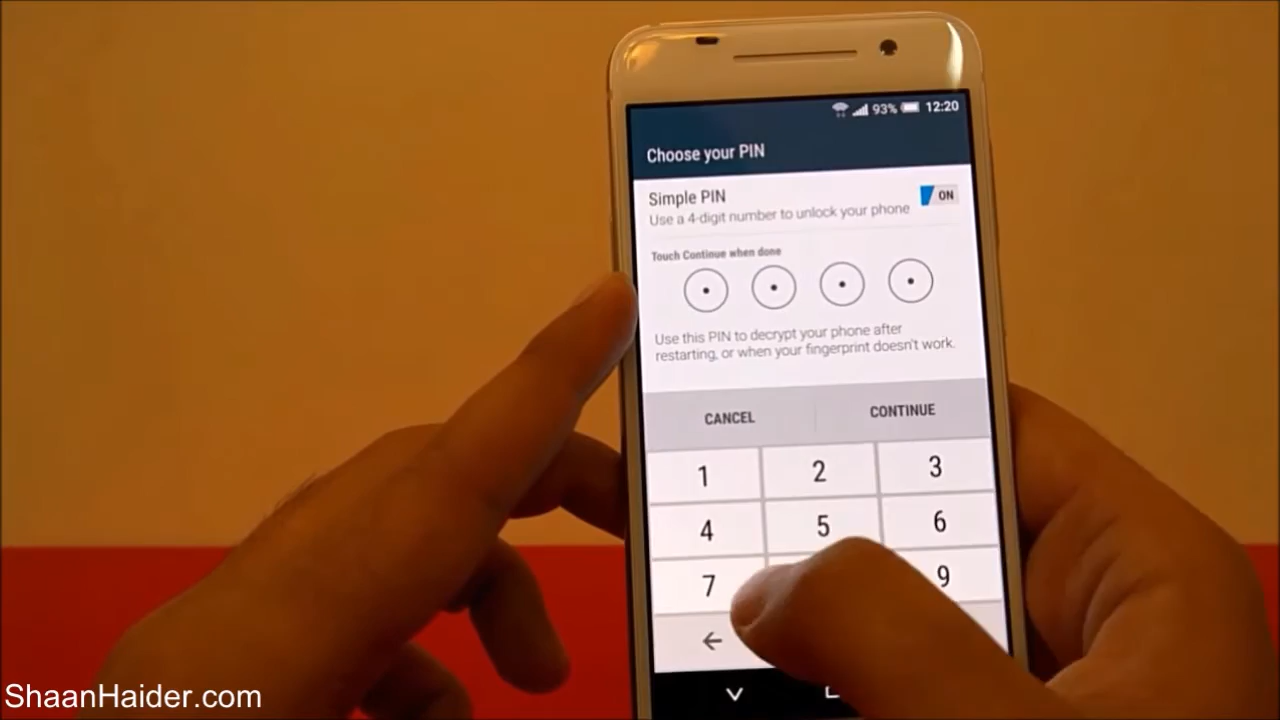 93% 12:20
Choose your PIN
Simple PIN
ON
Use a 4-digit number to unlock your phone
Touch Continue when done
Use this PIN to decrypt your phone after
restarting, or when your fingerprint doesn't work.
CANCEL CONTINUE
1 2 3
4 5 6
7 9
ShaanHaider.com